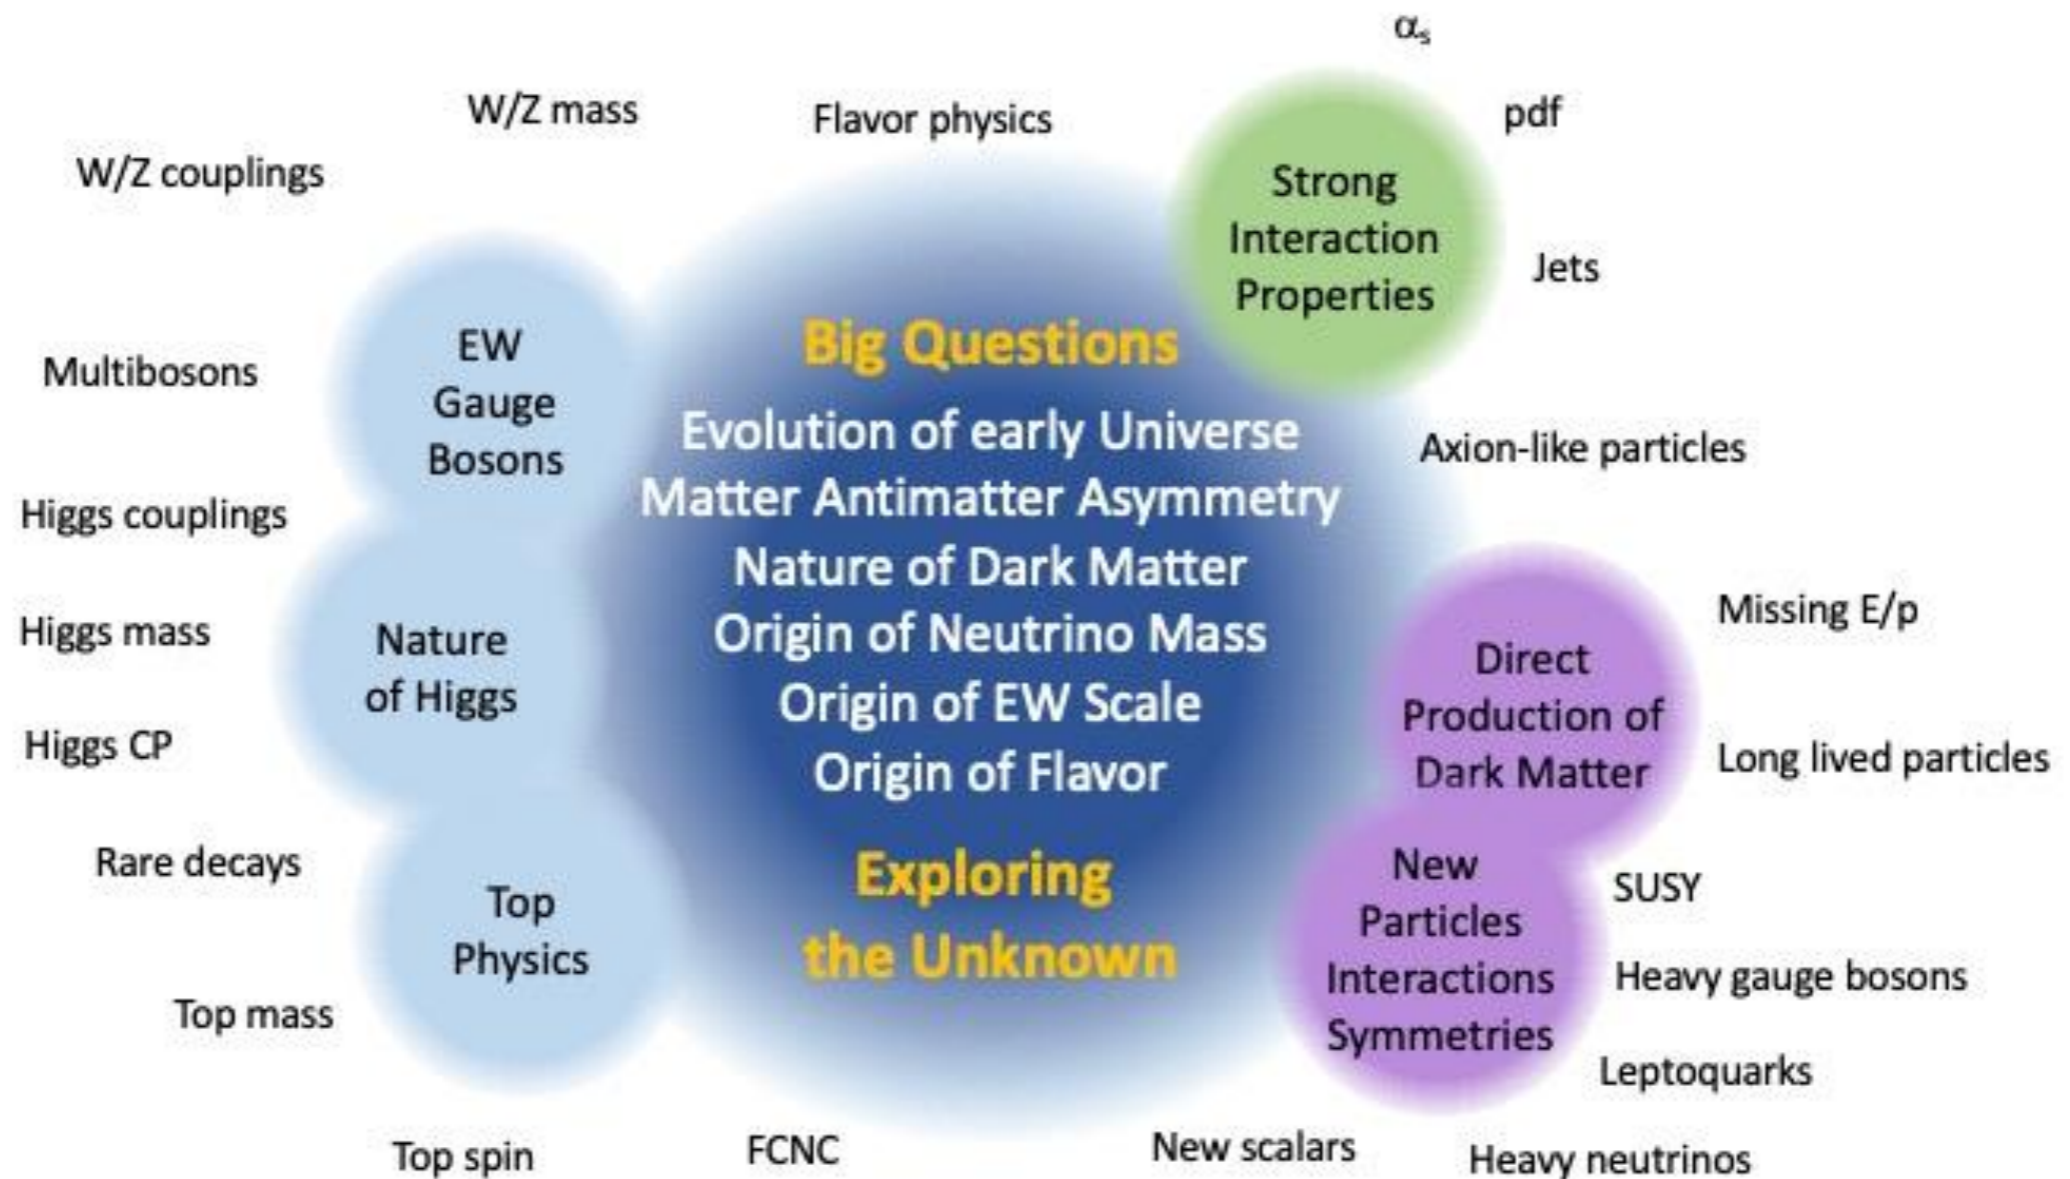 αs
W/Z mass
Flavor physics
pdf
W/Z couplings
Strong
Interaction
Properties
Jets
EW
Gauge
Bosons
Multibosons
Big Questions
Evolution of early Universe
Matter Antimatter Asymmetry
Nature of Dark Matter
Origin of Neutrino Mass
Origin of EW Scale
Origin of Flavor
Exploring
the Unknown
Axion-like particles
Higgs couplings
Higgs mass
Nature
of Higgs
Higgs CP
Direct
Production of
Dark Matter
Missing E/p
Long lived particles
Rare decays
Top
Physics
Top mass
New
Particles
Interactions
Symmetries
SUSY
Heavy gauge bosons
Leptoquarks
Top spin
FCNC
New scalars
Heavy neutrinos